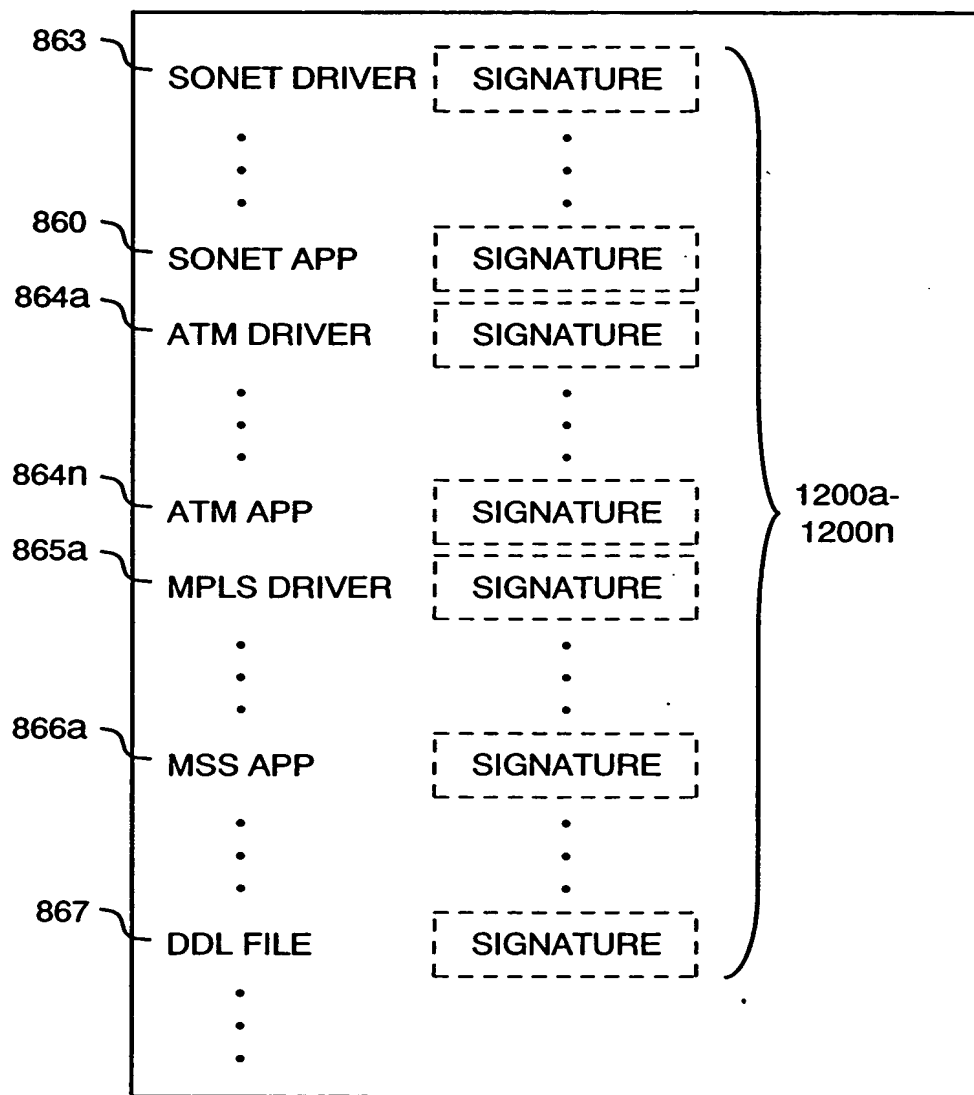 863
SONET DRIVER SIGNATURE
860
SONET APP SIGNATURE
864a
ATM DRIVER SIGNATURE
864n
ATM APP SIGNATURE
1200a-
1200n
865a
MPLS DRIVER SIGNATURE
866a
MSS APP SIGNATURE
867
DDL FILE SIGNATURE